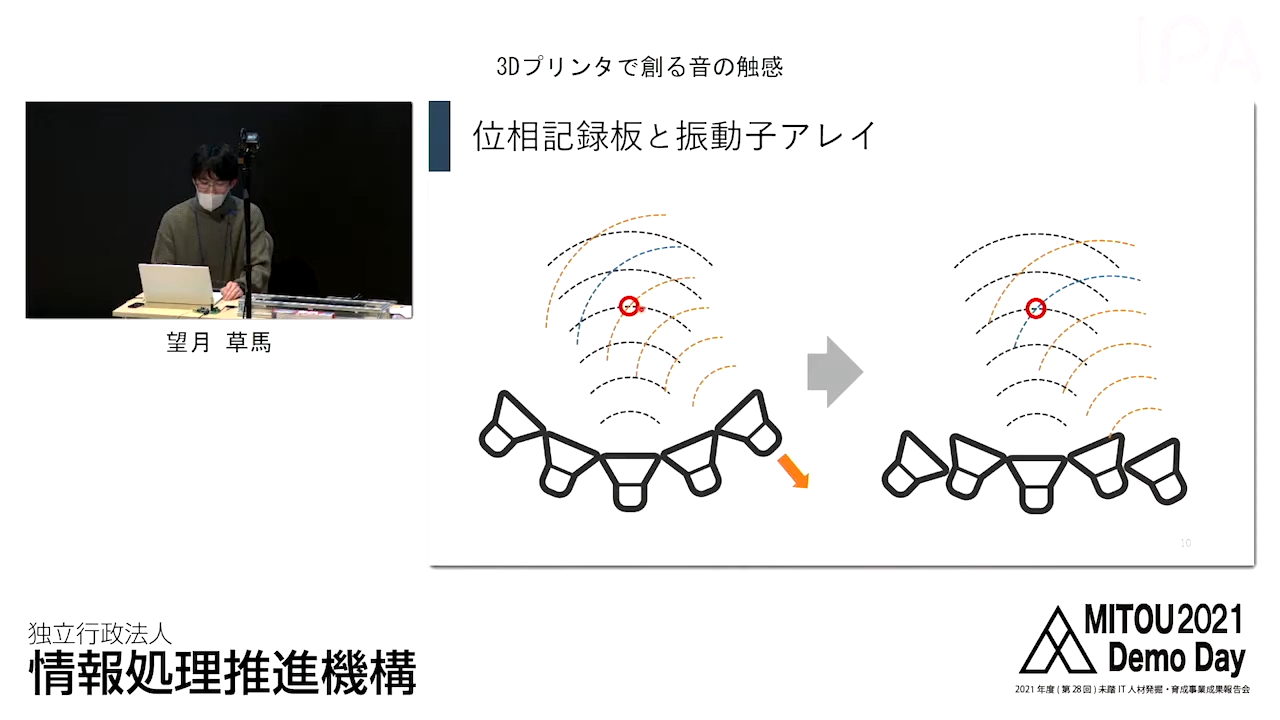 IPA
3Dプリンタで創る音の触感
位相記録板と振動子アレイ
望月 草馬
10
独立行政法人
情報処理推進機構
MITOU2021
Demo Day
2021年度(第28回)未踏IT人材発掘・育成事業成果報告会